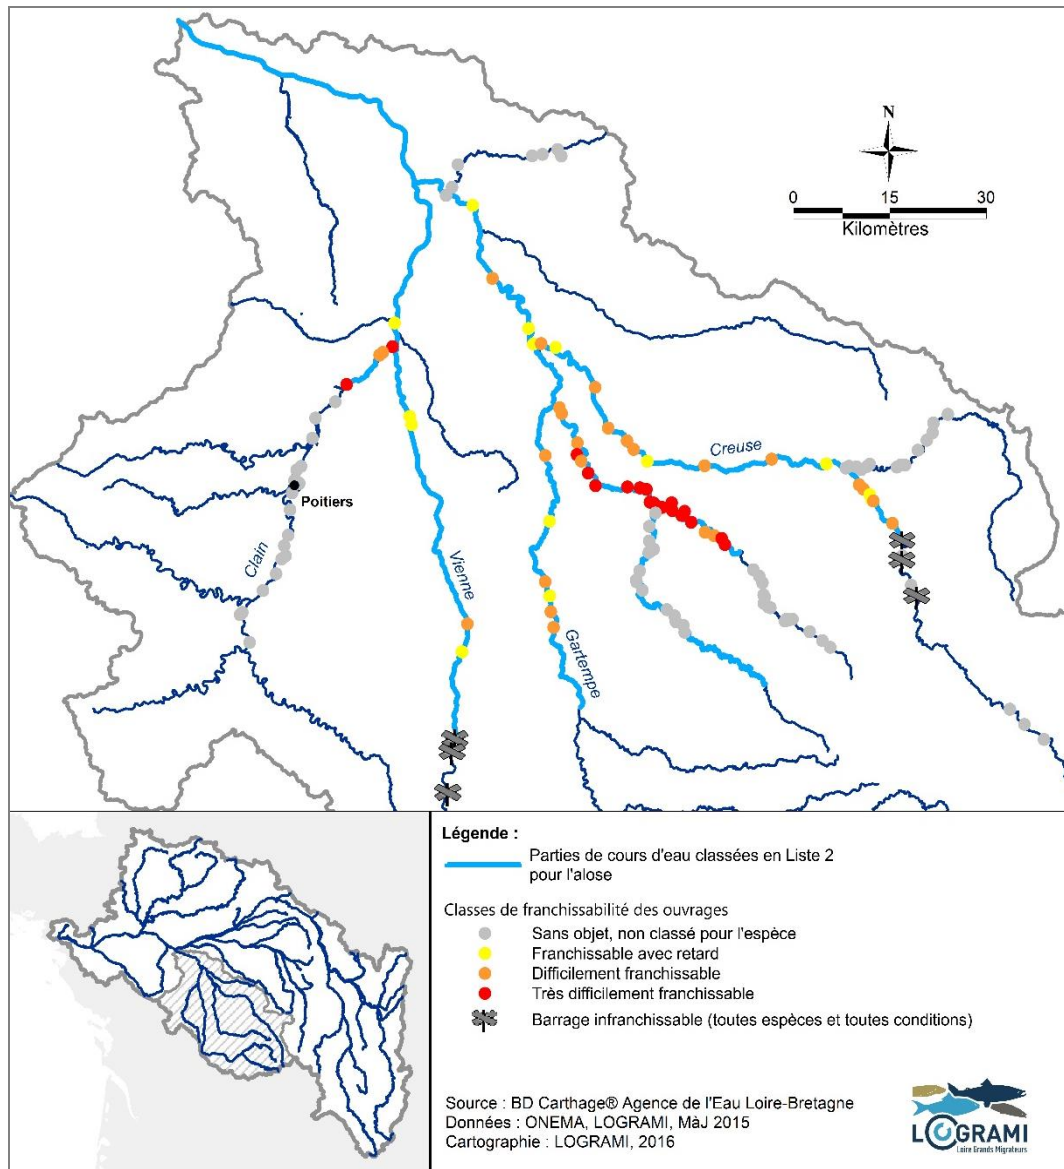 N
0 15 30
Kilomètres
Creuse
Poitiers
Clain
Vienne
Gartempe
Légende :
Parties de cours d'eau classées en Liste 2
pour l'alose
Classes de franchissabilité des ouvrages
Sans objet, non classé pour l'espèce
Franchissable avec retard
Difficilement franchissable
Très difficilement franchissable
Barrage infranchissable (toutes espèces et toutes conditions)
Source : BD Carthage® Agence de l'Eau Loire-Bretagne
Données : ONEMA, LOGRAMI, MàJ 2015
Cartographie : LOGRAMI, 2016
LOGRAMI
Loire Grands Migrateurs